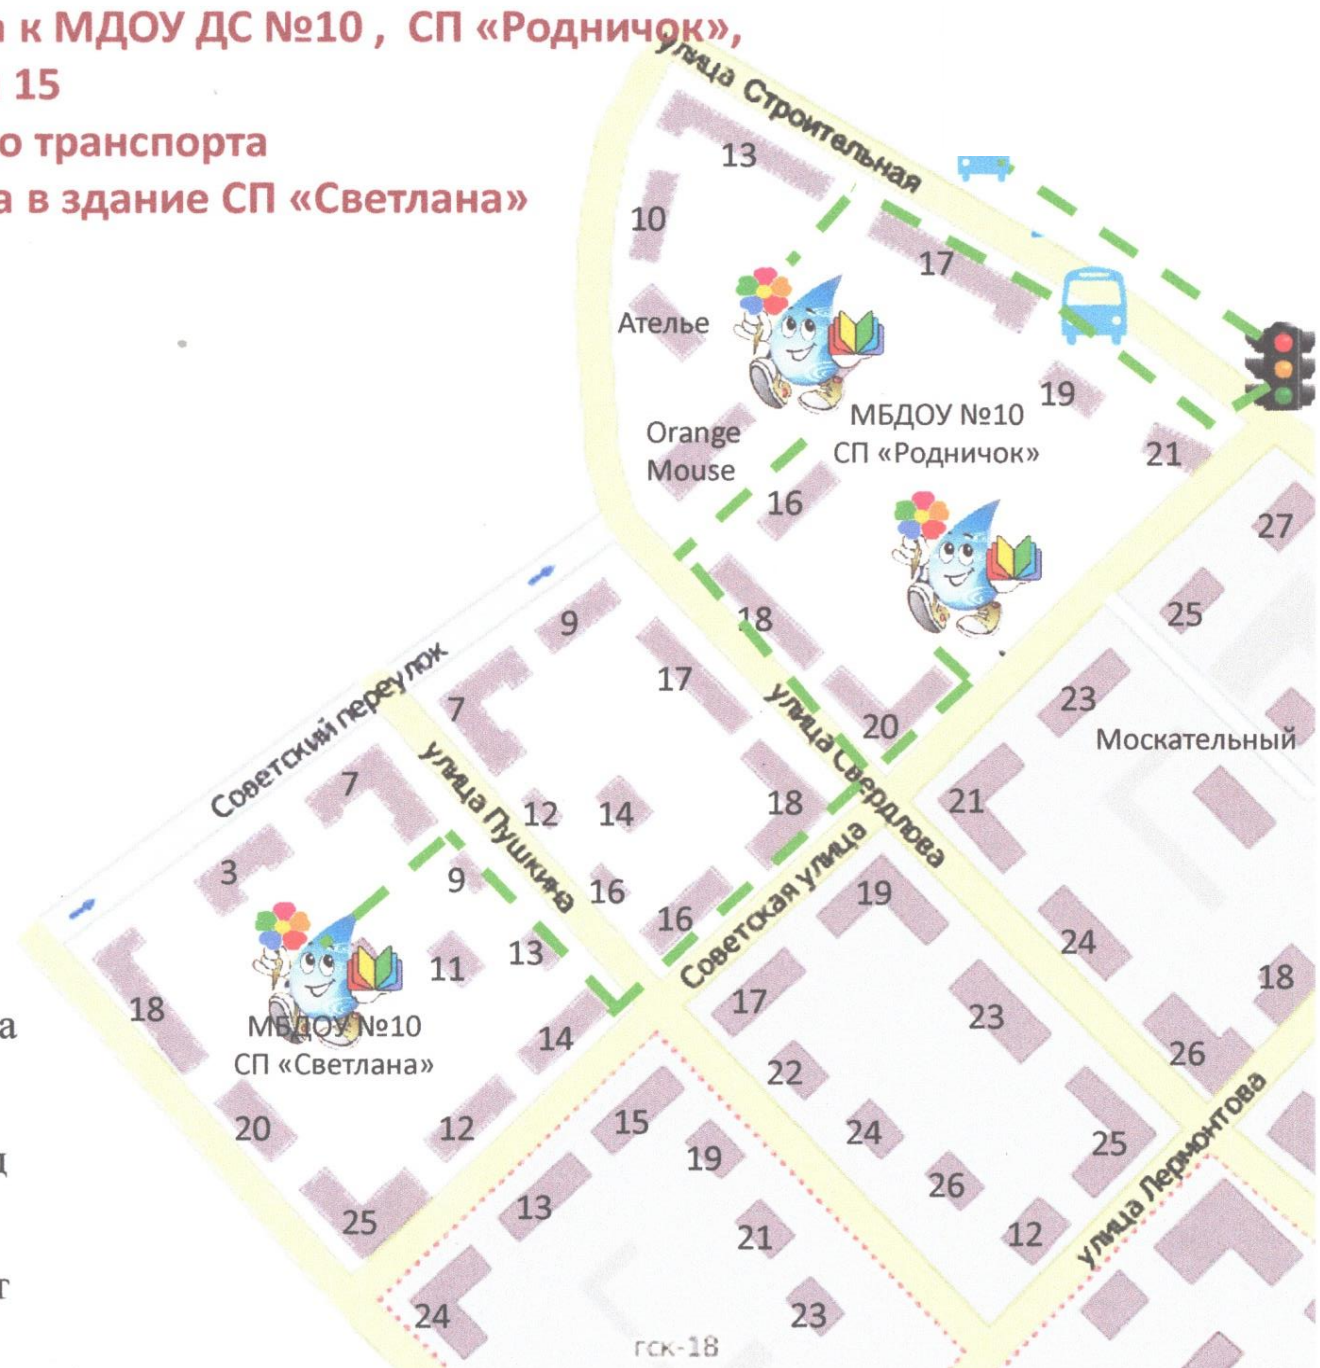 а к МДОУ ДС №10 , СП «Родничок»,
15
о транспорта
а в здание СП «Светлана»
улица Строительная
13
10
17
Ателье
19
Orange
Mouse
МБДОУ №10
СП «Родничок»
21
16
27
18
25
9
17
Советский переулок
7
20
23
Москательный
улица Свердлова
улица Пушкина
7
12
14
18
21
3
9
16
16
Советская улица
19
24
13
11
18
17
23
18
МБДОУ №10
СП «Светлана»
14
26
22
20
12
15
24
25
19
26
улица Лермонтова
25
13
21
12
24
23
гск-18
а
т